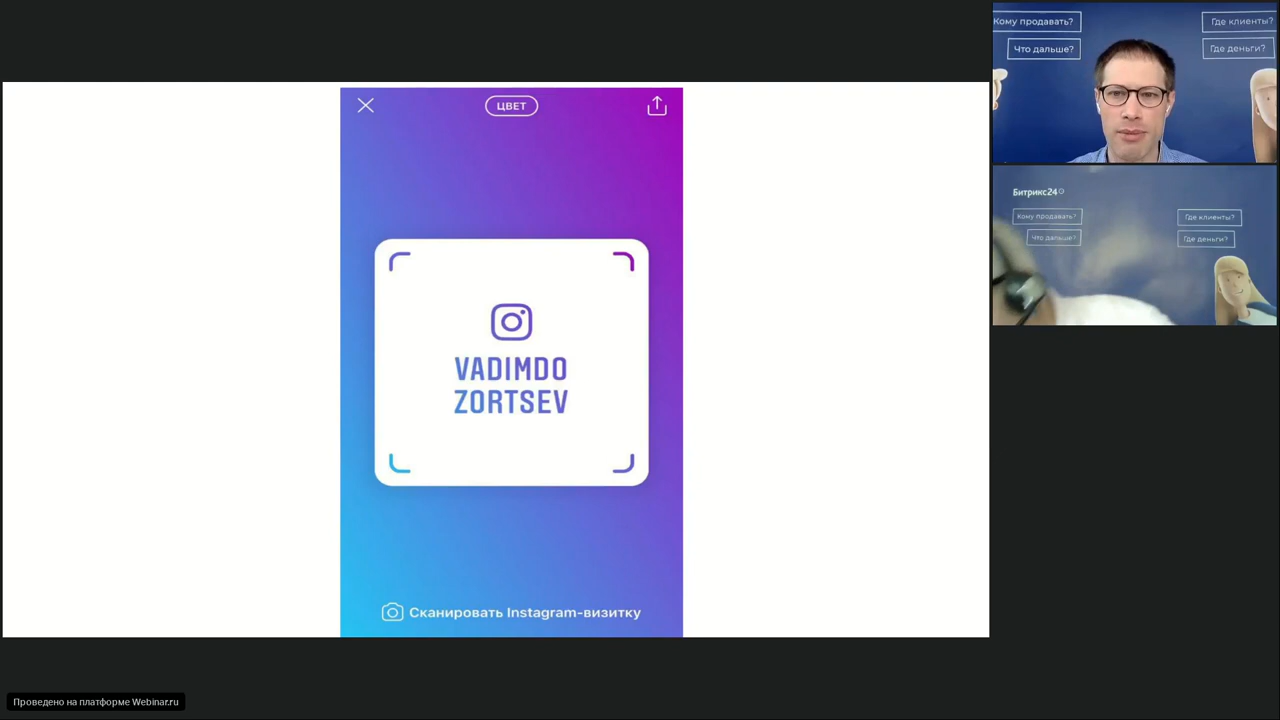 ЦВЕТ
VADIMDO
ZORTSEV
Сканировать Instagram-визитку
Кому продавать?
Что дальше?
Где клиенты?
Где деньги?
Битрикс24
Кому продавать?
Что дальше?
Где клиенты?
Где деньги?
Проведено на платформе Webinar.ru